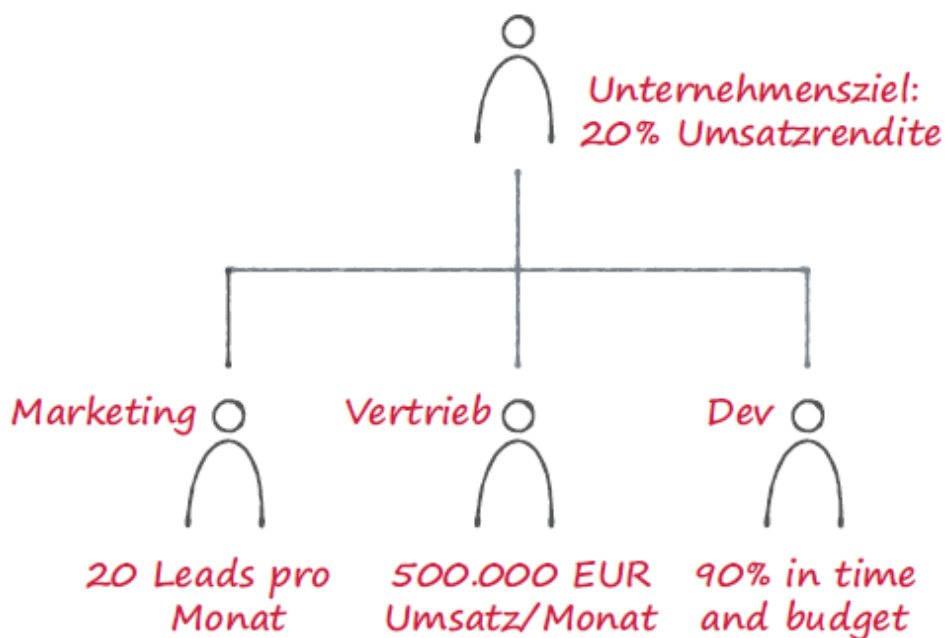 Unternehmensziel:
20% Umsatzrendite
Marketing
Vertrieb
Dev
20 Leads pro
Monat
500.000 EUR
Umsatz/Monat
90% in time
and budget